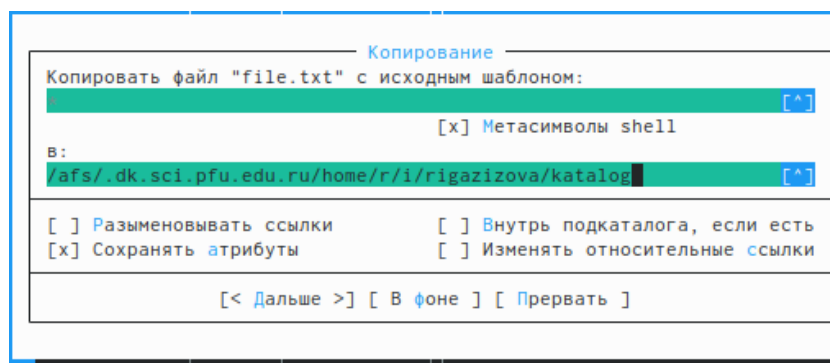 Копирование
Копировать файл "file.txt" с исходным шаблоном:
*
[^]
[x] Метасимволы shell
в:
/afs/.dk.sci.pfu.edu.ru/home/r/i/rigazizova/katalog
[^]
[ ] Разыменовывать ссылки [ ] Внутрь подкаталога, если есть
[x] Сохранять атрибуты [ ] Изменять относительные ссылки
[< Дальше >] [ В фоне ] [ Прервать ]